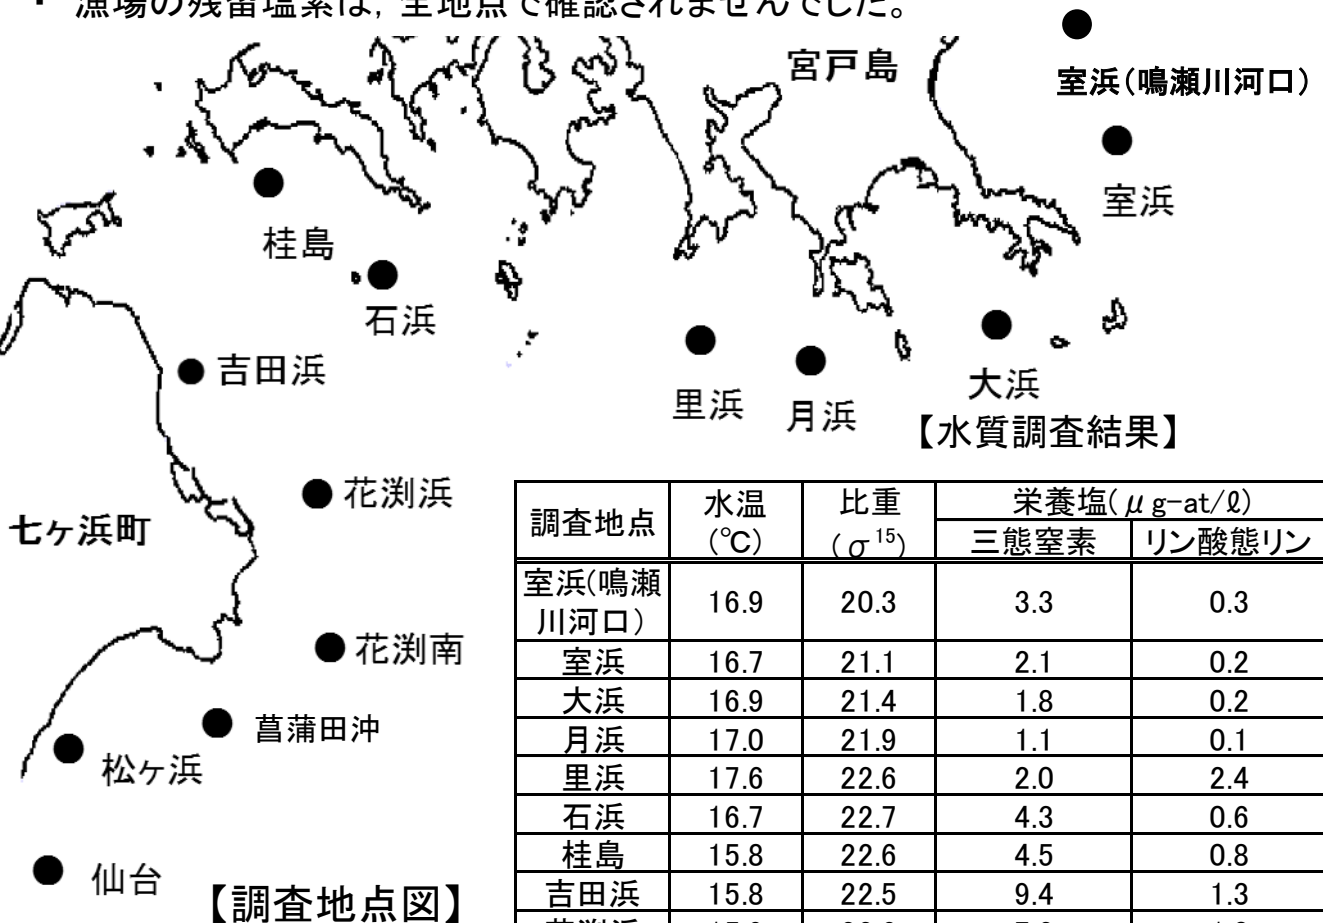 ・ 漁場の残留塩素は，全地点で確認されませんでした。
宮戸島
室浜（鳴瀬川河口）
室浜
桂島
石浜
吉田浜
里浜
月浜
大浜
【水質調査結果】
花渕浜
七ヶ浜町
花渕南
菖蒲田沖
松ヶ浜
仙台
【調査地点図】
調査地点 水温（℃） 比重（σ15） 栄養塩（μg-at/ℓ）
三態窒素 リン酸態リン
室浜(鳴瀬川河口） 16.9 20.3 3.3 0.3
室浜 16.7 21.1 2.1 0.2
大浜 16.9 21.4 1.8 0.2
月浜 17.0 21.9 1.1 0.1
里浜 17.6 22.6 2.0 2.4
石浜 16.7 22.7 4.3 0.6
桂島 15.8 22.6 4.5 0.8
吉田浜 15.8 22.5 9.4 1.3